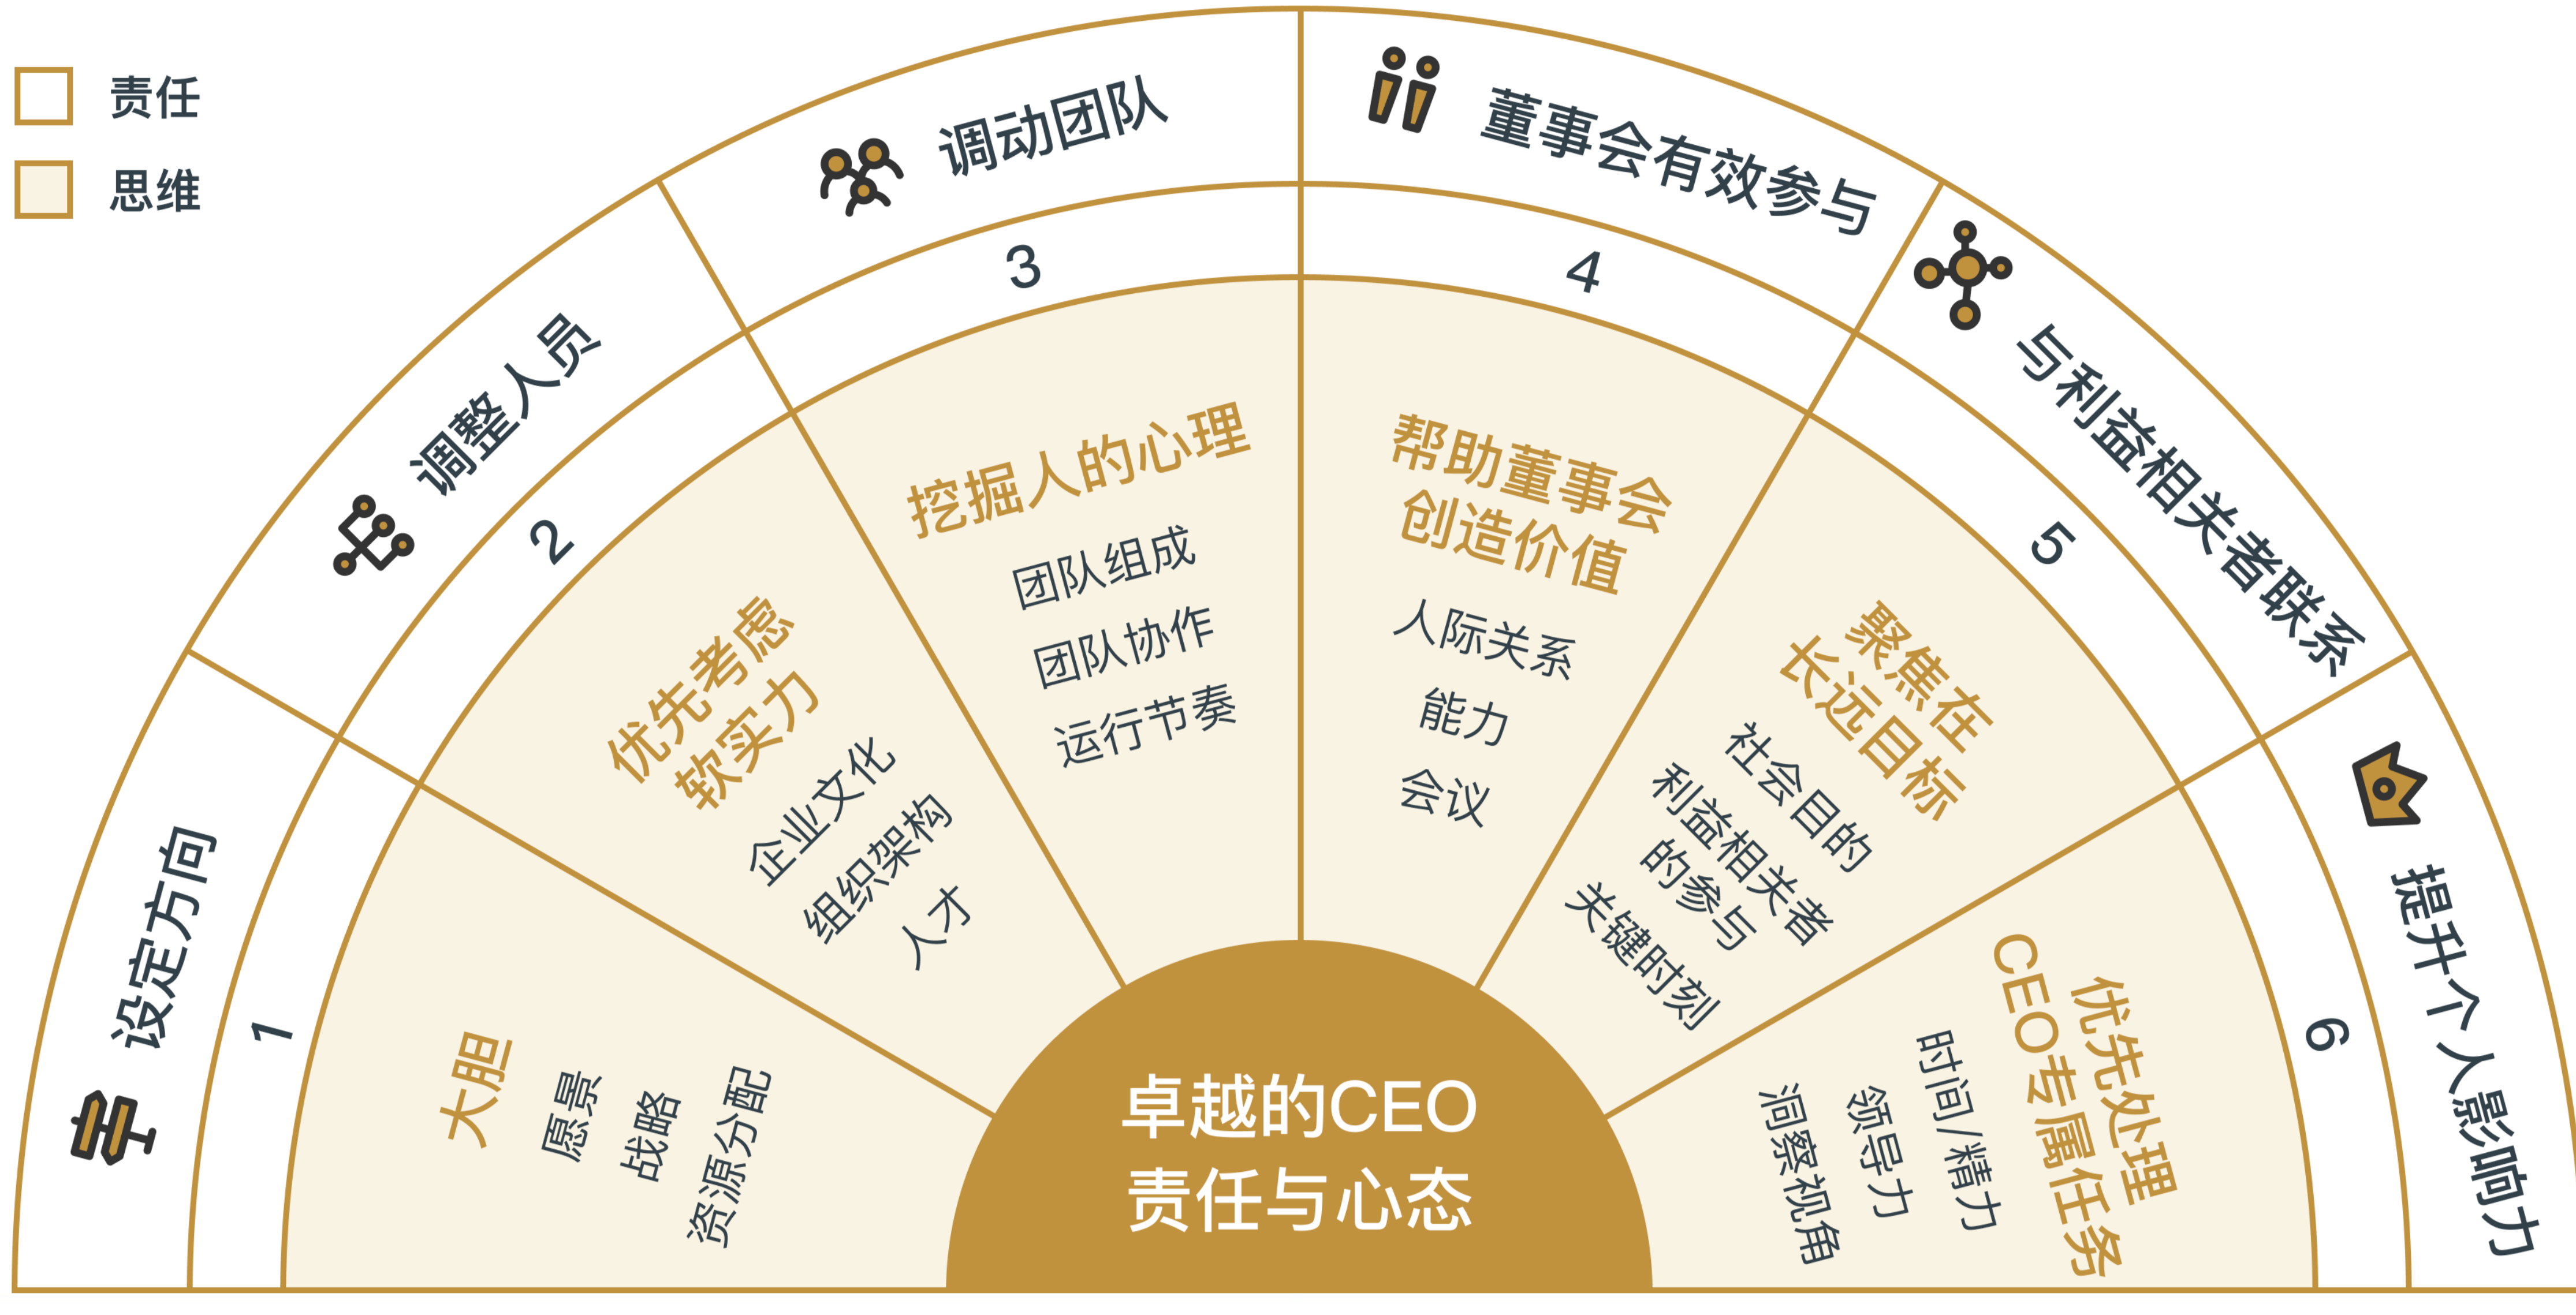 责任
思维
设定方向
1
大胆
愿景
战略
资源分配
调整人员
2
优先考虑
软实力
企业文化
组织架构
人才
调动团队
3
挖掘人的心理
团队组成
团队协作
运行节奏
董事会有效参与
4
帮助董事会
创造价值
人际关系
能力
会议
与利益相关者联系
5
聚焦在
长远目标
社会目的
利益相关者
的参与
关键时刻
提升个人影响力
6
优先处理
CEO专属任务
时间/精力
领导力
洞察视角
卓越的CEO
责任与心态